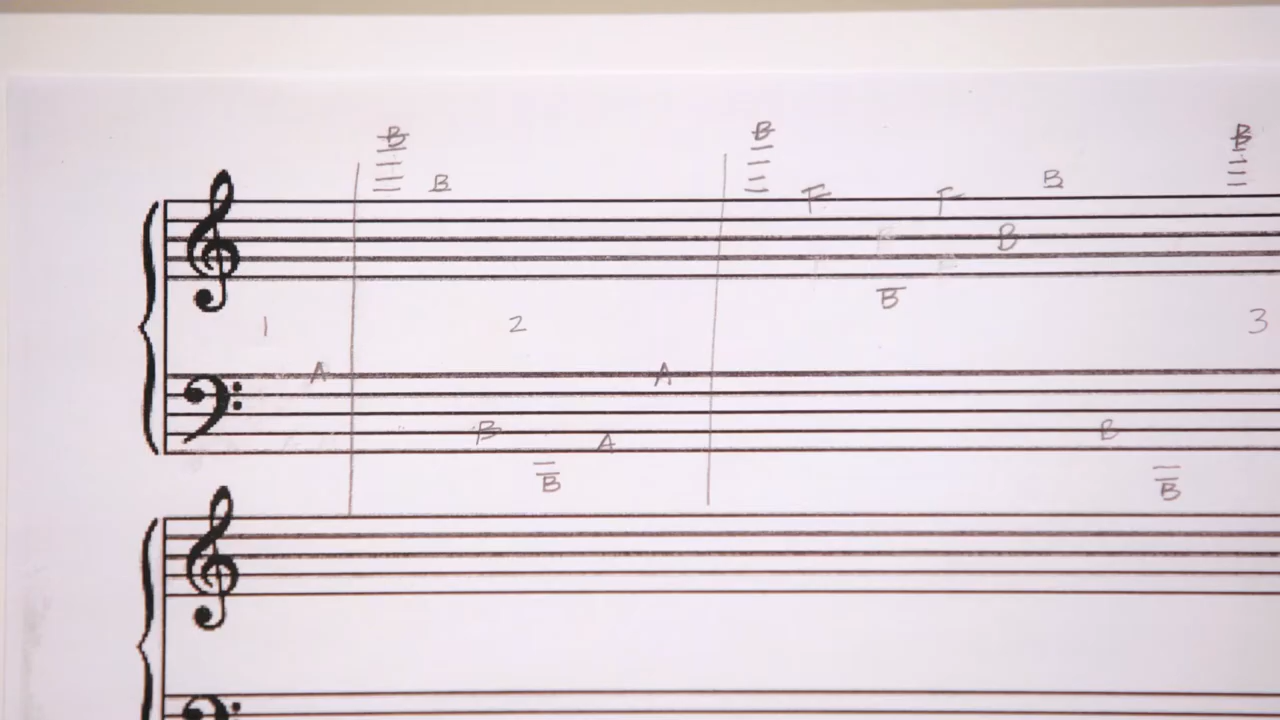 B B B
B F F B
B
B
1 2 3
A A
B A B
B B